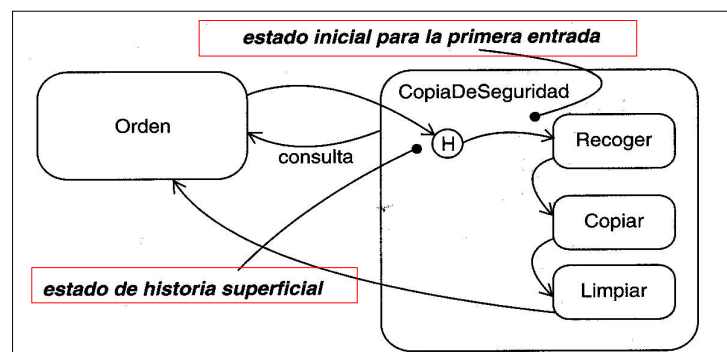 estado inicial para la primera entrada
CopiaDeSeguridad
Orden
H
Recoger
consulta
Copiar
estado de historia superficial
Limpiar